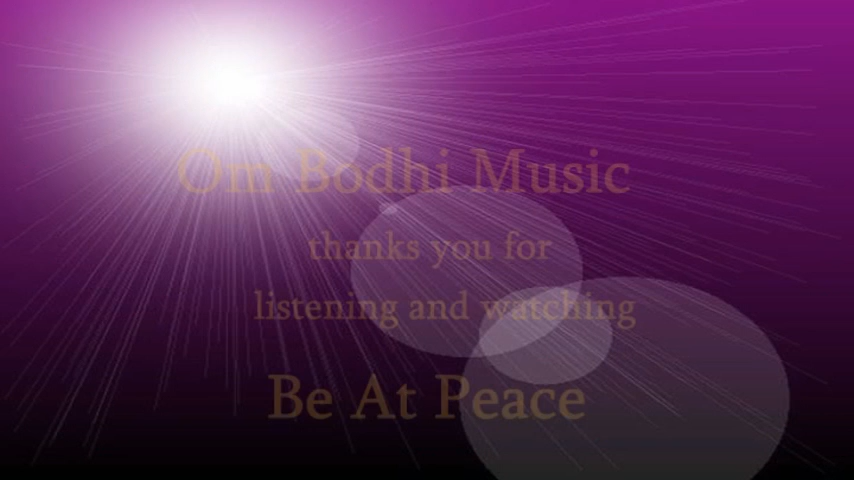 Om Bodhi Music
thanks you for
listening and watching
Be At Peace